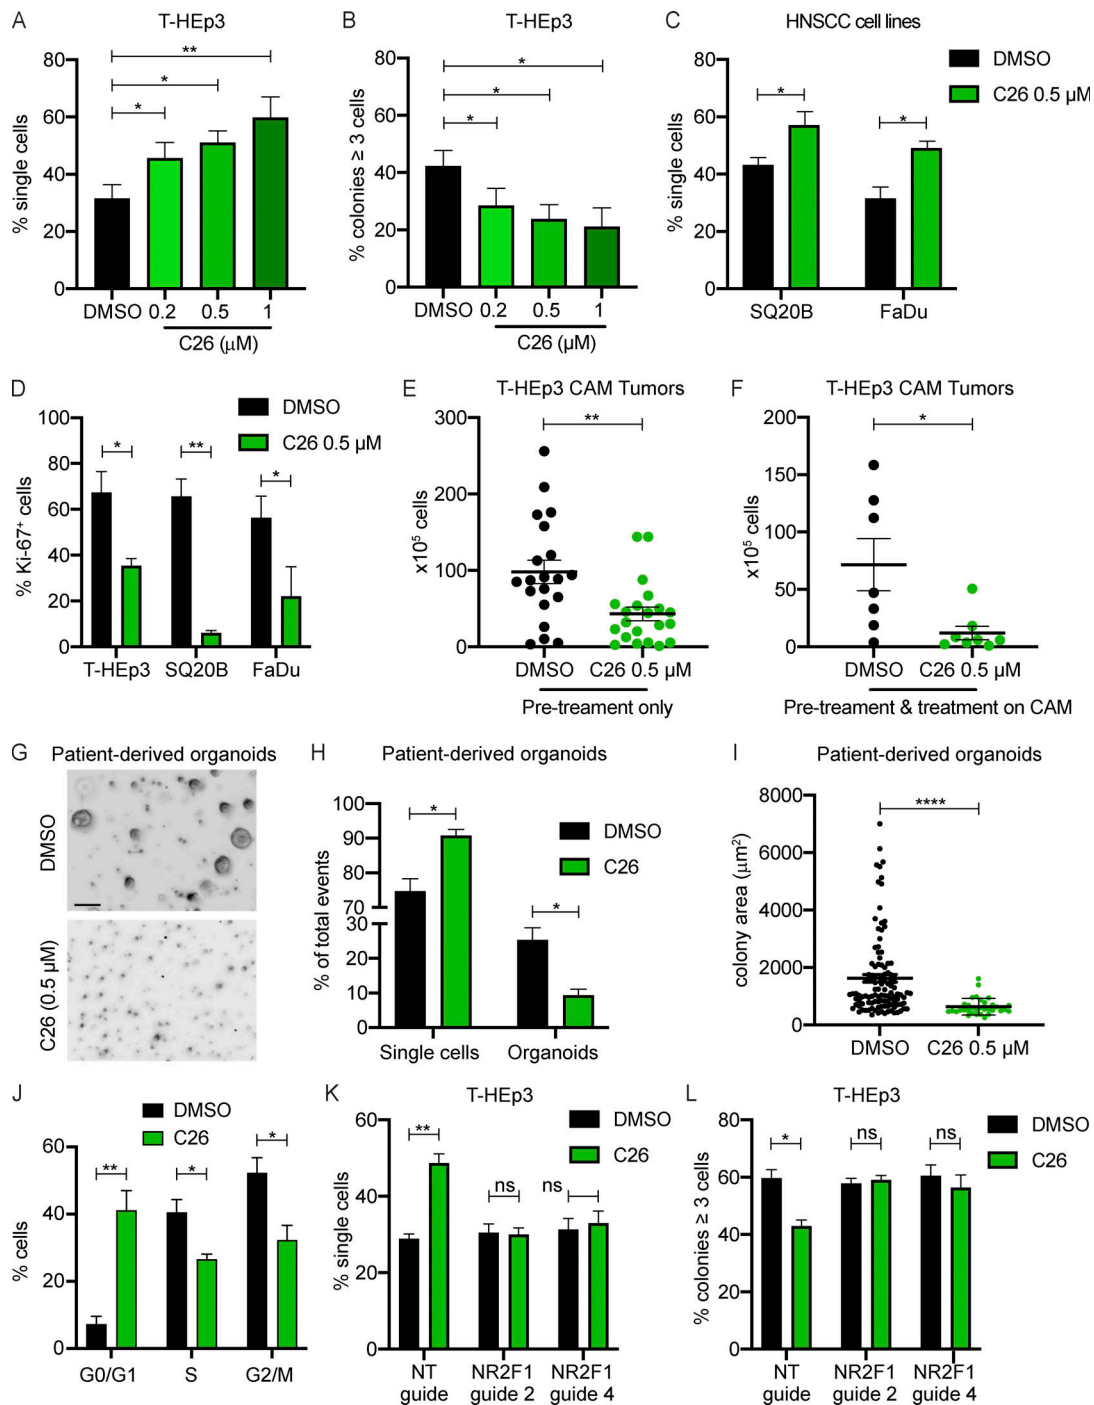 A T-HEp3
80
60
40
20
0
% single cells
**
*
*
DMSO 0.2 0.5 1
C26 (μM)
B T-HEp3
80
60
40
20
0
% colonies ≥ 3 cells
*
*
*
DMSO 0.2 0.5 1
C26 (μM)
C HNSCC cell lines
80
60
40
20
0
% single cells
*
*
DMSO
C26 0.5 μM
SQ20B FaDu
D
100
80
60
40
20
0
% Ki-67+ cells
DMSO
C26 0.5 μM
*
**
*
T-HEp3 SQ20B FaDu
E T-HEp3 CAM Tumors
300
200
100
0
x10⁵ cells
**
DMSO C26 0.5 μM
Pre-treament only
F T-HEp3 CAM Tumors
200
150
100
50
0
x10⁵ cells
*
DMSO C26 0.5 μM
Pre-treament & treatment on CAM
G Patient-derived organoids
DMSO
C26 (0.5 μM)
H Patient-derived organoids
100
90
80
70
30
20
10
0
% of total events
*
*
DMSO
C26
Single cells Organoids
I Patient-derived organoids
8000
6000
4000
2000
0
colony area (μm²)
****
DMSO C26 0.5 μM
J
DMSO
C26
60
40
20
0
% cells
**
*
*
G0/G1 S G2/M
K T-HEp3
60
40
20
0
% single cells
DMSO
C26
**
ns
ns
NT NR2F1 NR2F1
guide guide 2 guide 4
L T-HEp3
80
60
40
20
0
% colonies ≥ 3 cells
DMSO
C26
*
ns
ns
NT NR2F1 NR2F1
guide guide 2 guide 4